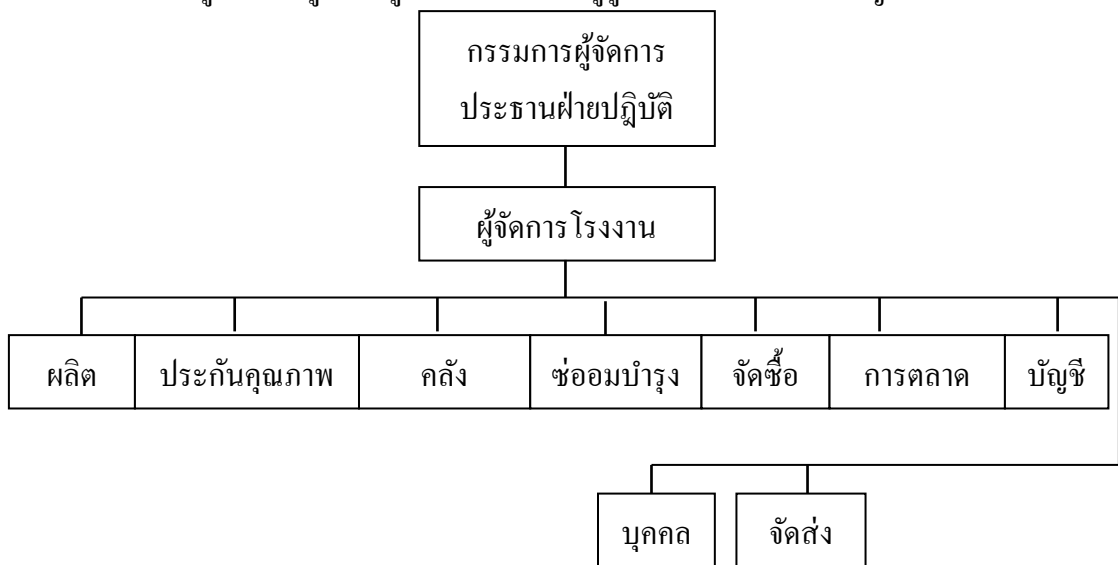 กรรมการผู้จัดการ
ประธานฝ่ายปฎิบัติ
ผู้จัดการโรงงาน
ผลิต ประกันคุณภาพ คลัง ซ่ออมบำรุง จัดซื้อ การตลาด บัญชี
บุคคล จัดส่ง